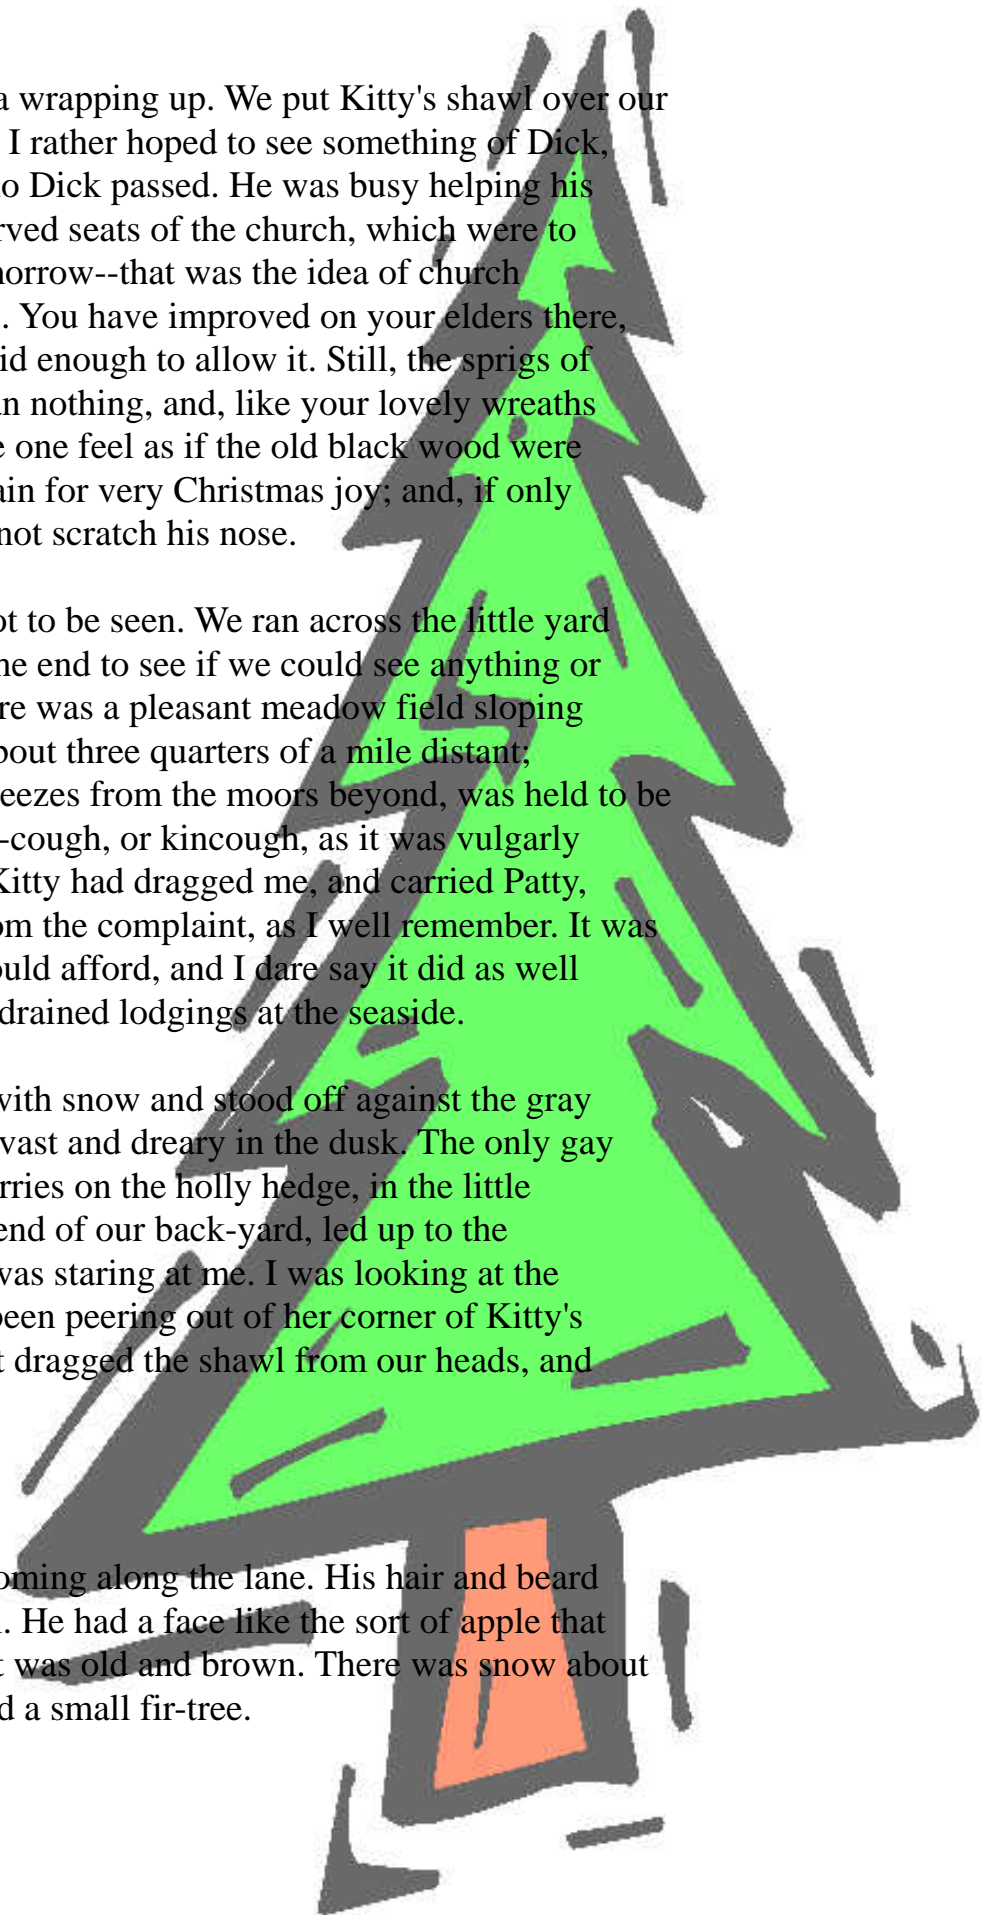 a wrapping up. We put Kitty's shawl over our
I rather hoped to see something of Dick,
o Dick passed. He was busy helping his
rved seats of the church, which were to
norrow--that was the idea of church
. You have improved on your elders there,
id enough to allow it. Still, the sprigs of
an nothing, and, like your lovely wreaths
e one feel as if the old black wood were
ain for very Christmas joy; and, if only
not scratch his nose.
ot to be seen. We ran across the little yard
he end to see if we could see anything or
re was a pleasant meadow field sloping
bout three quarters of a mile distant;
eezes from the moors beyond, was held to be
-cough, or kincough, as it was vulgarly
Kitty had dragged me, and carried Patty,
om the complaint, as I well remember. It was
ould afford, and I dare say it did as well
drained lodgings at the seaside.
with snow and stood off against the gray
vast and dreary in the dusk. The only gay
rries on the holly hedge, in the little
end of our back-yard, led up to the
was staring at me. I was looking at the
been peering out of her corner of Kitty's
t dragged the shawl from our heads, and
oming along the lane. His hair and beard
. He had a face like the sort of apple that
t was old and brown. There was snow about
d a small fir-tree.